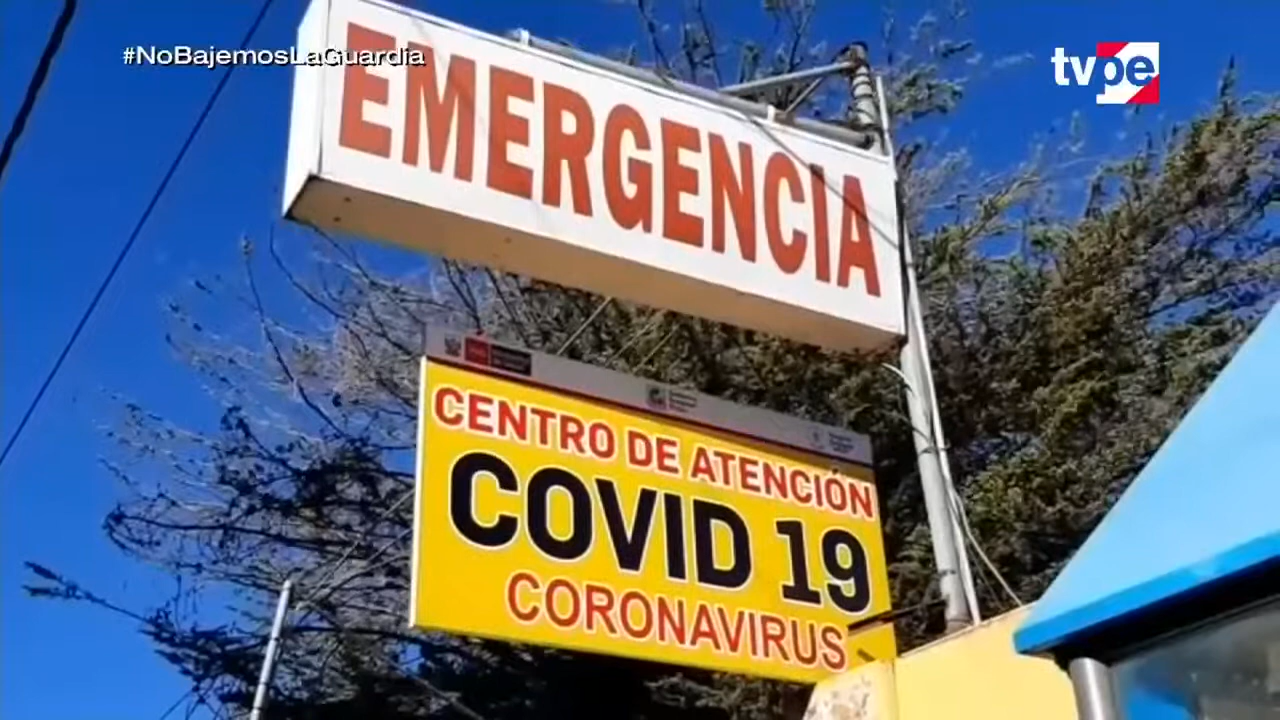 #NoBajemosLaGuardia
tvpe
EMERGENCIA
CENTRO DE ATENCIÓN
COVID 19
CORONAVIRUS